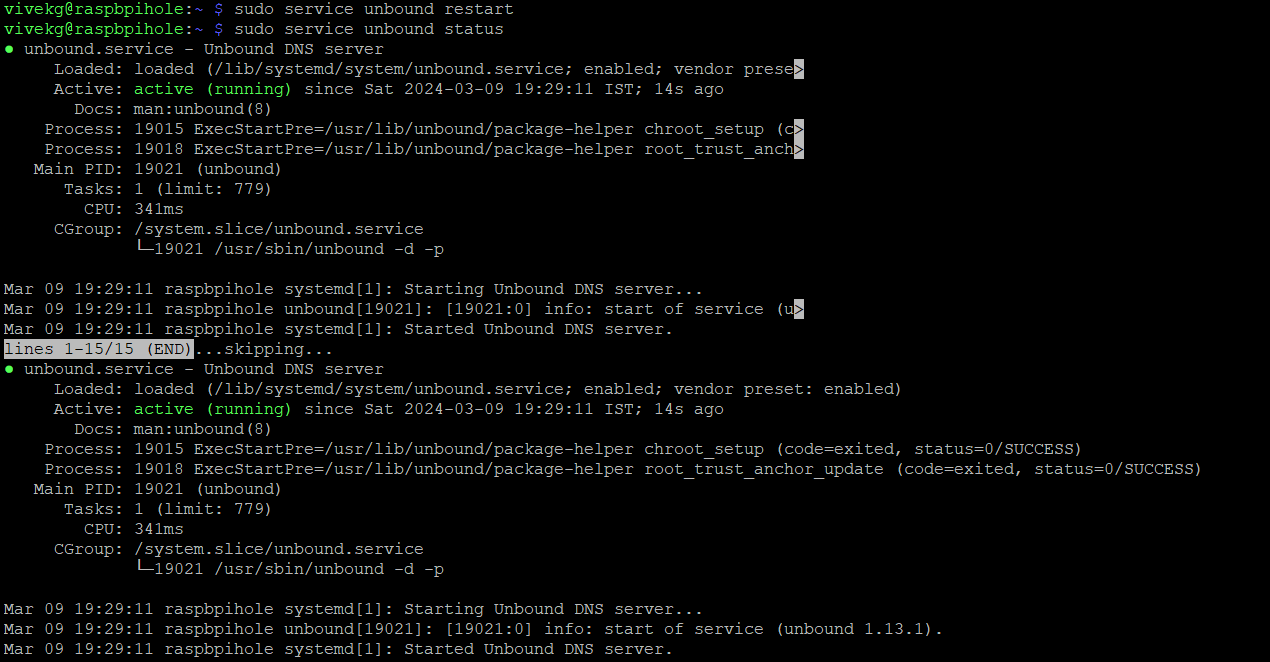 vivekg@raspbpihole:~ $ sudo service unbound restart
vivekg@raspbpihole:~ $ sudo service unbound status
● unbound.service - Unbound DNS server
     Loaded: loaded (/lib/systemd/system/unbound.service; enabled; vendor prese>
     Active: active (running) since Sat 2024-03-09 19:29:11 IST; 14s ago
       Docs: man:unbound(8)
    Process: 19015 ExecStartPre=/usr/lib/unbound/package-helper chroot_setup (c>
    Process: 19018 ExecStartPre=/usr/lib/unbound/package-helper root_trust_anch>
   Main PID: 19021 (unbound)
      Tasks: 1 (limit: 779)
        CPU: 341ms
     CGroup: /system.slice/unbound.service
             └─19021 /usr/sbin/unbound -d -p

Mar 09 19:29:11 raspbpihole systemd[1]: Starting Unbound DNS server...
Mar 09 19:29:11 raspbpihole unbound[19021]: [19021:0] info: start of service (u>
Mar 09 19:29:11 raspbpihole systemd[1]: Started Unbound DNS server.
lines 1-15/15 (END)...skipping...
● unbound.service - Unbound DNS server
     Loaded: loaded (/lib/systemd/system/unbound.service; enabled; vendor preset: enabled)
     Active: active (running) since Sat 2024-03-09 19:29:11 IST; 14s ago
       Docs: man:unbound(8)
    Process: 19015 ExecStartPre=/usr/lib/unbound/package-helper chroot_setup (code=exited, status=0/SUCCESS)
    Process: 19018 ExecStartPre=/usr/lib/unbound/package-helper root_trust_anchor_update (code=exited, status=0/SUCCESS)
   Main PID: 19021 (unbound)
      Tasks: 1 (limit: 779)
        CPU: 341ms
     CGroup: /system.slice/unbound.service
             └─19021 /usr/sbin/unbound -d -p

Mar 09 19:29:11 raspbpihole systemd[1]: Starting Unbound DNS server...
Mar 09 19:29:11 raspbpihole unbound[19021]: [19021:0] info: start of service (unbound 1.13.1).
Mar 09 19:29:11 raspbpihole systemd[1]: Started Unbound DNS server.